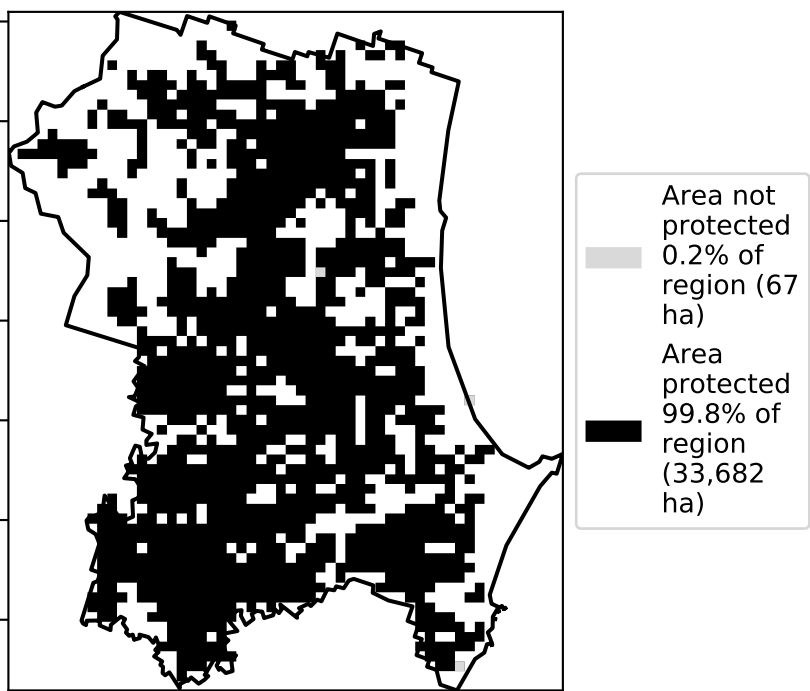 Area not
protected
0.2% of
region (67
ha)
Area
protected
99.8% of
region
(33,682
ha)